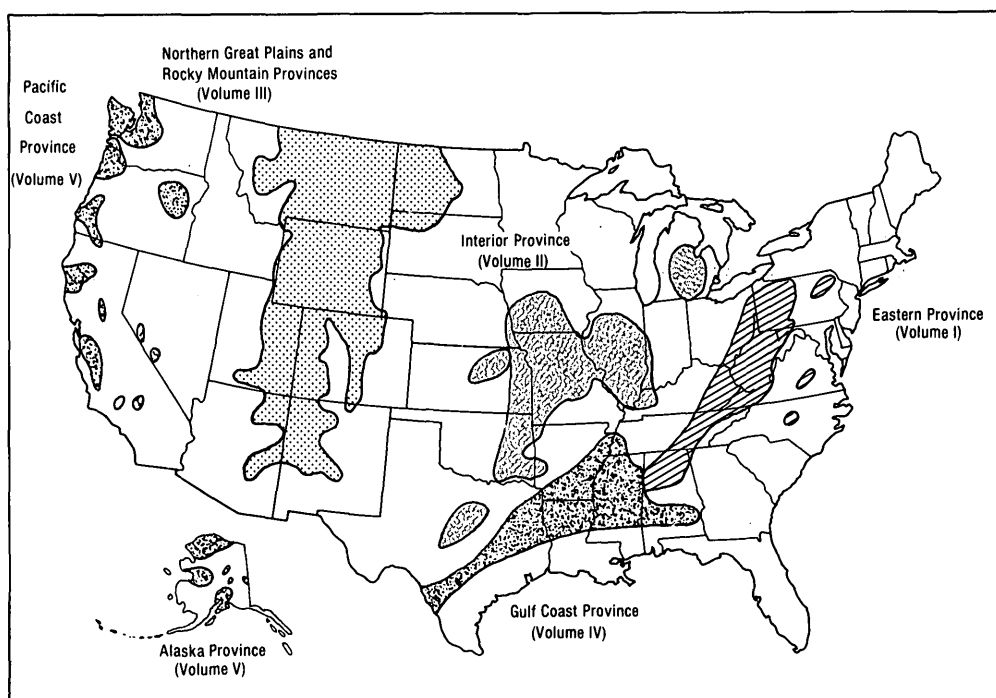 Northern Great Plains and
Rocky Mountain Provinces
(Volume III)
Pacific
Coast
Province
(Volume V)
Interior Province
(Volume II)
Eastern Province
(Volume I)
Gulf Coast Province
(Volume IV)
Alaska Province
(Volume V)